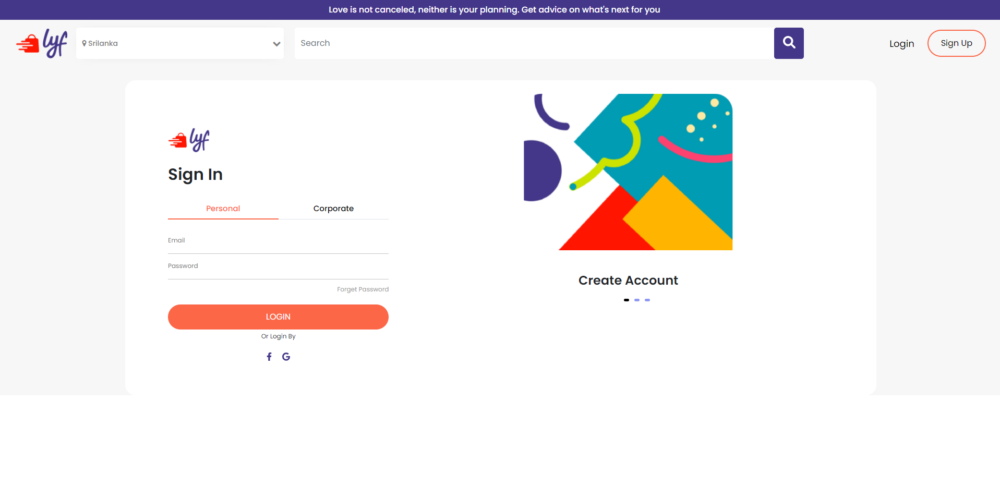 Love is not canceled, neither is your planning. Get advice on what's next for you
lyf
Srilanka
Search
Login
Sign Up
lyf
Sign In
Personal
Corporate
Email
Password
Forget Password
LOGIN
Or Login By
Create Account